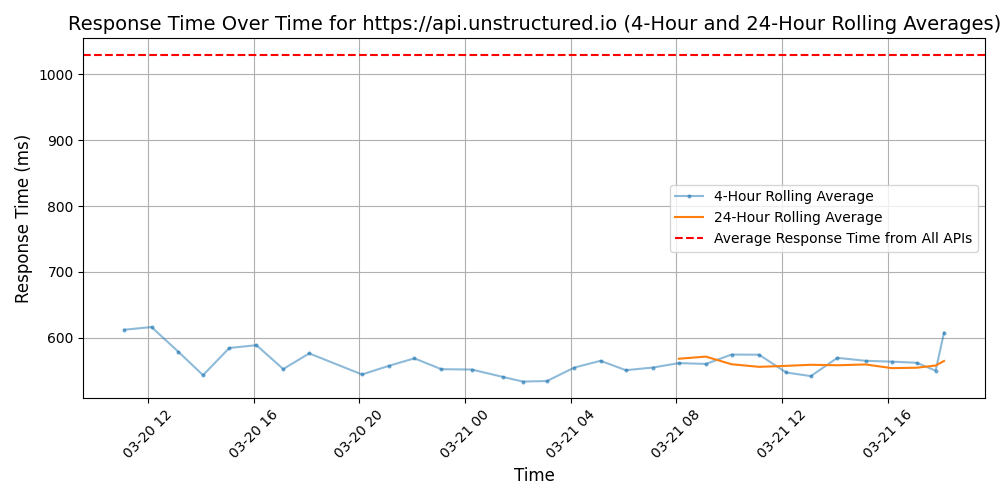 Response Time Over Time for https://api.unstructured.io (4-Hour and 24-Hour Rolling Averages)
Response Time (ms)
1000
900
800
700
600
4-Hour Rolling Average
24-Hour Rolling Average
Average Response Time from All APIs
03-20 12
03-20 16
03-20 20
03-21 00
03-21 04
03-21 08
03-21 12
03-21 16
Time